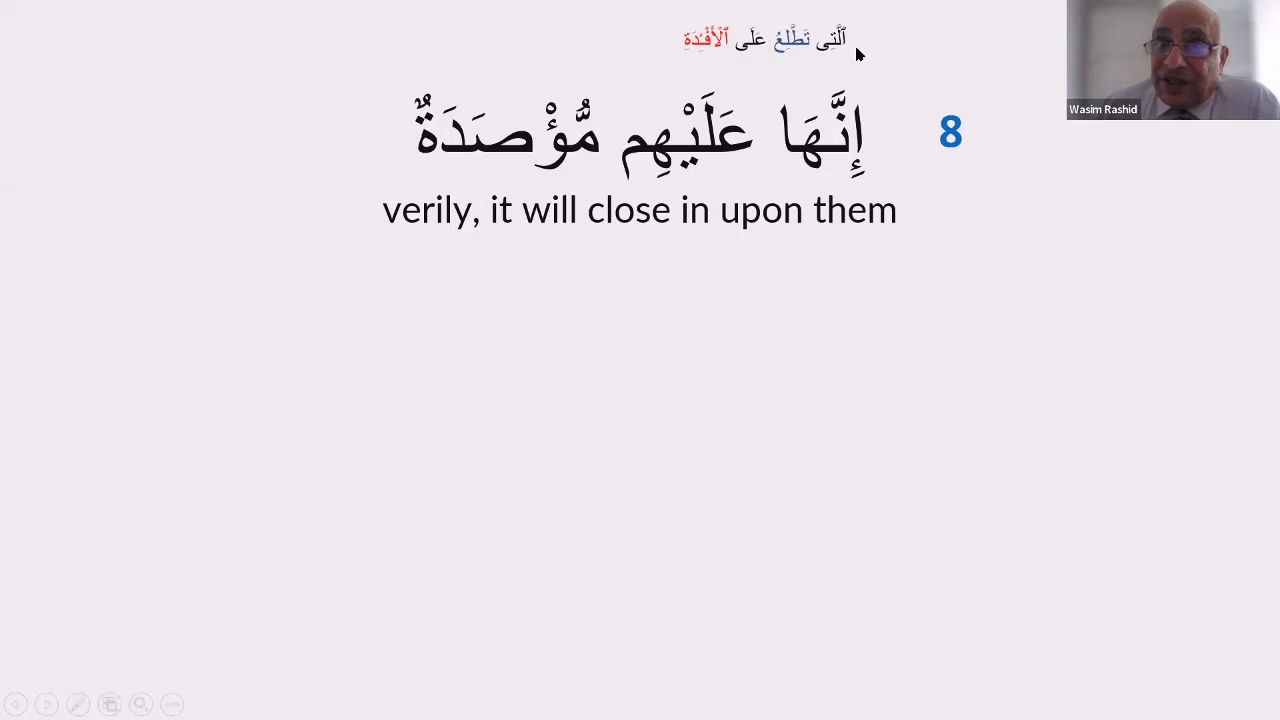 ٱلَّتِى تَطَّلِعُ عَلَى ٱلْأَفْـِٔدَةِ
إِنَّهَا عَلَيْهِم مُّؤْصَدَةٌ 8
verily, it will close in upon them
Wasim Rashid